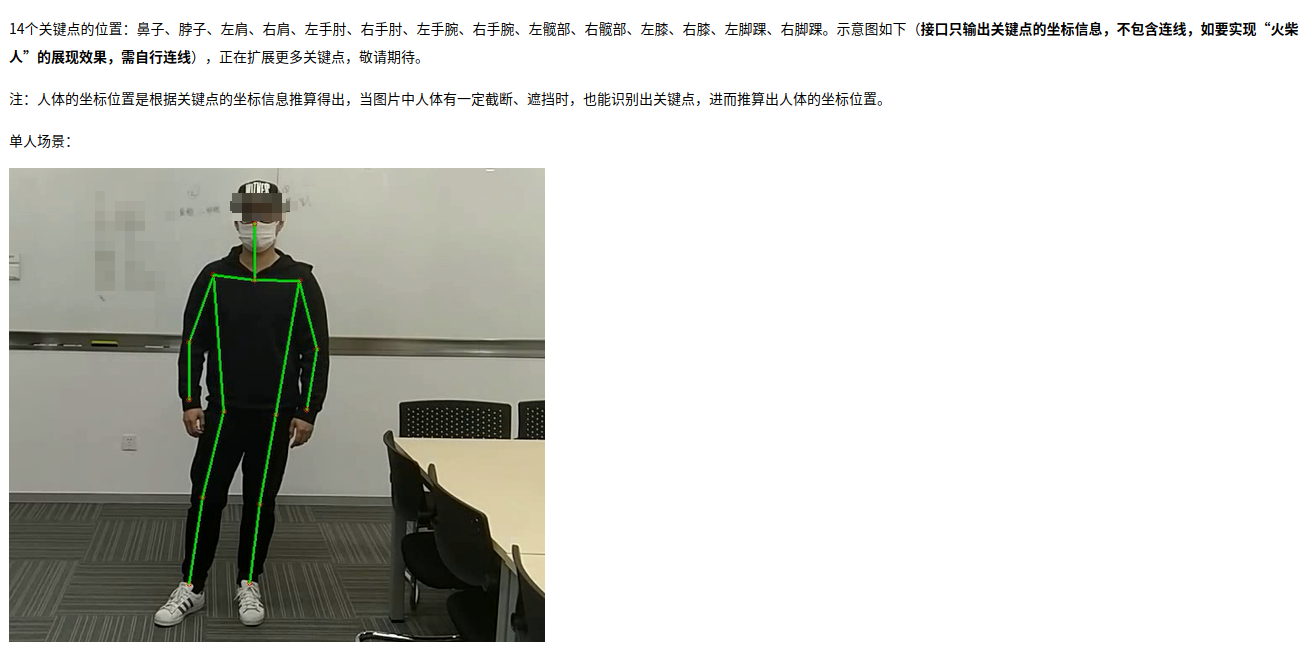 14个关键点的位置：鼻子、脖子、左肩、右肩、左手肘、右手肘、左手腕、右手腕、左髋部、右髋部、左膝、右膝、左脚踝、右脚踝。示意图如下（接口只输出关键点的坐标信息，不包含连线，如要实现“火柴
人”的展现效果，需自行连线），正在扩展更多关键点，敬请期待。
注：人体的坐标位置是根据关键点的坐标信息推算得出，当图片中人体有一定截断、遮挡时，也能识别出关键点，进而推算出人体的坐标位置。
单人场景：